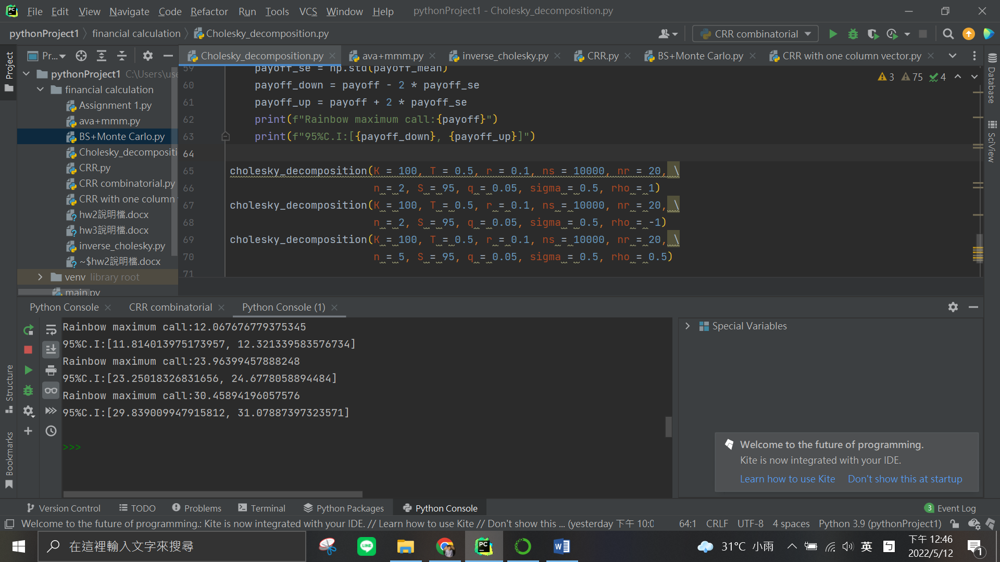 File Edit View Navigate Code Refactor Run Tools VCS Window Help pythonProject1 - Cholesky_decomposition.py
pythonProject1 financial calculation Cholesky_decomposition.py CRR combinatorial
Project
Pr... Cholesky_decomposition.py ava+mmm.py inverse_cholesky.py CRR.py BS+Monte Carlo.py CRR with one column vector.py
pythonProject1 C:\Users\use
financial calculation
Assignment 1.py
ava+mmm.py
BS+Monte Carlo.py
Cholesky_decompositi
CRR.py
CRR combinatorial.py
CRR with one column
hw2說明檔.docx
hw3說明檔.docx
inverse_cholesky.py
~$hw2說明檔.docx
venv library root
main.py
3 75 4
59 payoff_se = np.std(payoff_mean)
60 payoff_down = payoff - 2 * payoff_se
61 payoff_up = payoff + 2 * payoff_se
62 print(f"Rainbow maximum call:{payoff}")
63 print(f"95%C.I:[{payoff_down}, {payoff_up}]")
64
65 cholesky_decomposition(K = 100, T = 0.5, r = 0.1, ns = 10000, nr = 20, \
66 n = 2, S = 95, q = 0.05, sigma = 0.5, rho = 1)
67 cholesky_decomposition(K = 100, T = 0.5, r = 0.1, ns = 10000, nr = 20, \
68 n = 2, S = 95, q = 0.05, sigma = 0.5, rho = -1)
69 cholesky_decomposition(K = 100, T = 0.5, r = 0.1, ns = 10000, nr = 20, \
70 n = 5, S = 95, q = 0.05, sigma = 0.5, rho = 0.5)
71
Database
SciView
Python Console CRR combinatorial Python Console (1)
Rainbow maximum call:12.067676779375345
95%C.I:[11.814013975173957, 12.321339583576734]
Rainbow maximum call:23.96399457888248
95%C.I:[23.25018326831656, 24.6778058894484]
Rainbow maximum call:30.45894196057576
95%C.I:[29.839009947915812, 31.07887397323571]
>>>
Special Variables
Structure
Bookmarks
Welcome to the future of programming.
Kite is now integrated with your IDE.
Learn how to use Kite Don't show this at startup
Version Control TODO Problems Terminal Python Packages Python Console 3 Event Log
Welcome to the future of programming.: Kite is now integrated with your IDE. // Learn how to use Kite // Don't show this ... (yesterday 下午 10:0 64:1 CRLF UTF-8 4 spaces Python 3.9 (pythonProject1)
在這裡輸入文字來搜尋 LINE PC W 31°C 小雨 英 ㄅ 下午 12:46
2022/5/12 1